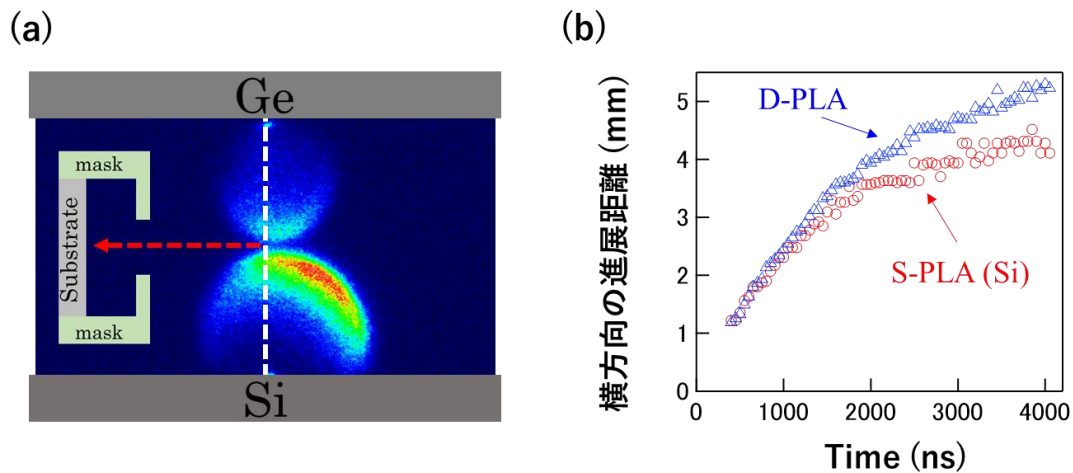 (a)
Ge
mask
Substrate
mask
Si
(b)
横方向の進展距離 (mm)
5
4
3
2
1
0
D-PLA
S-PLA (Si)
0
1000
2000
3000
4000
Time (ns)